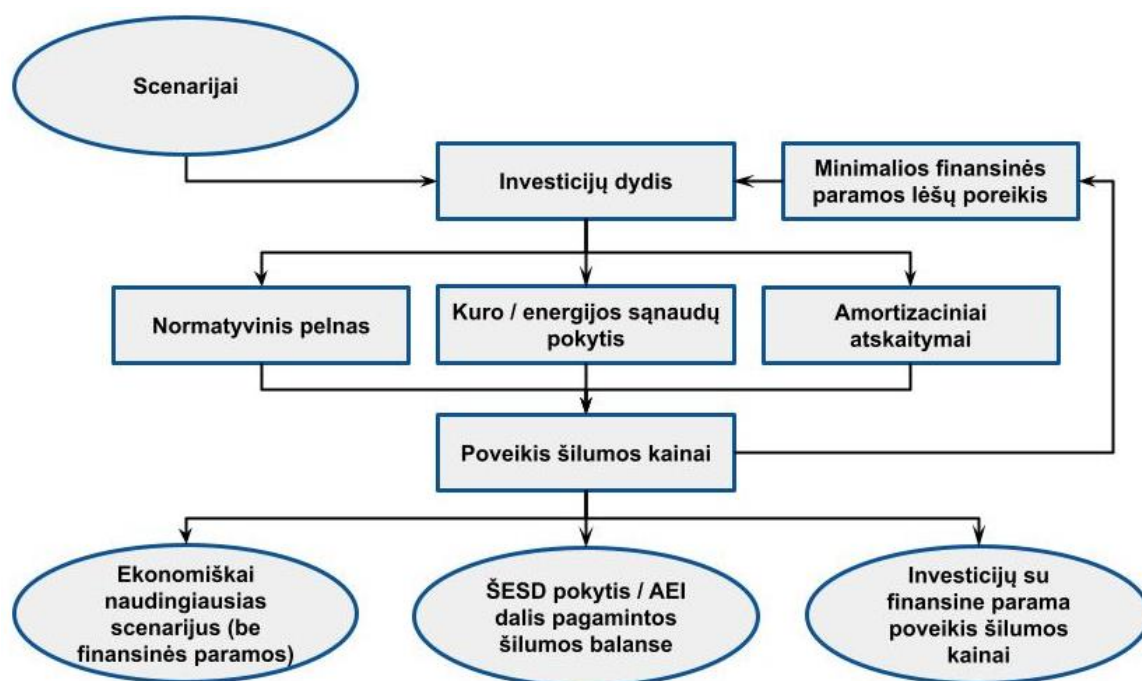 Scenarijai
Investicijų dydis
Minimalios finansinės
paramos lėšų poreikis
Normatyvinis pelnas
Kuro / energijos sąnaudų
pokytis
Amortizaciniai
atskaitymai
Poveikis šilumos kainai
Ekonomiškai
naudingiausias
scenarijus (be
finansinės paramos)
ŠESD pokytis / AEI
dalis pagamintos
šilumos balanse
Investicijų su
finansine parama
poveikis šilumos
kainai